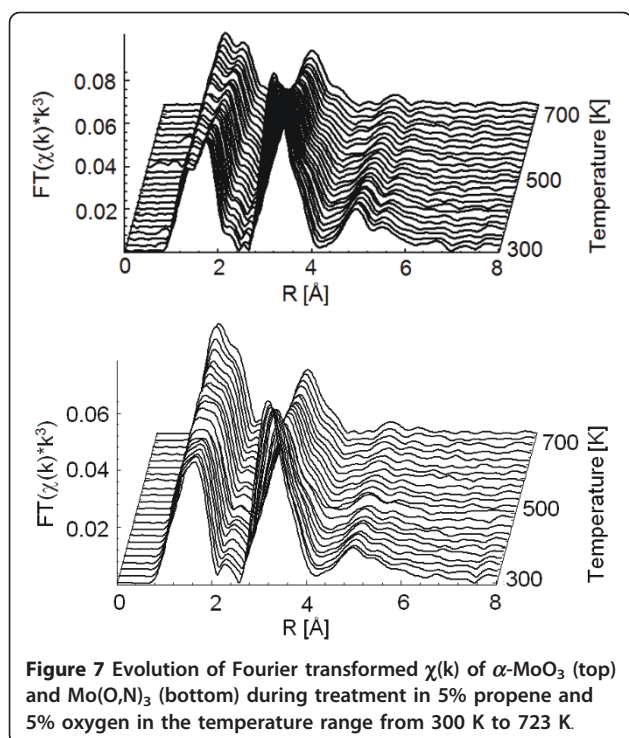 FT(χ(k)*k³)
0.08
0.06
0.04
0.02
0
2
4
6
8
R [Å]
300
500
700
Temperature [K]
FT(χ(k)*k³)
0.06
0.04
0.02
0
2
4
6
8
R [Å]
300
500
700
Temperature [K]
Figure 7 Evolution of Fourier transformed χ(k) of α-MoO₃ (top)
and Mo(O,N)₃ (bottom) during treatment in 5% propene and
5% oxygen in the temperature range from 300 K to 723 K.